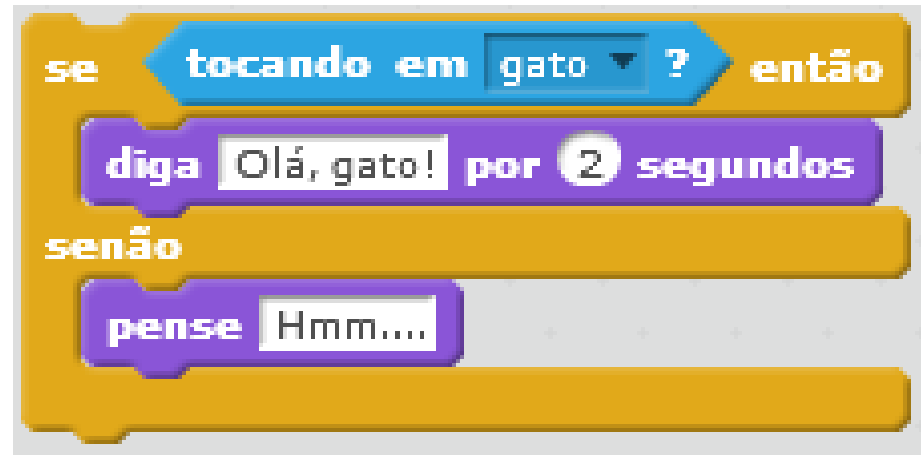 se tocando em gato ? então
diga Olá, gato! por 2 segundos
senão
pense Hmm....